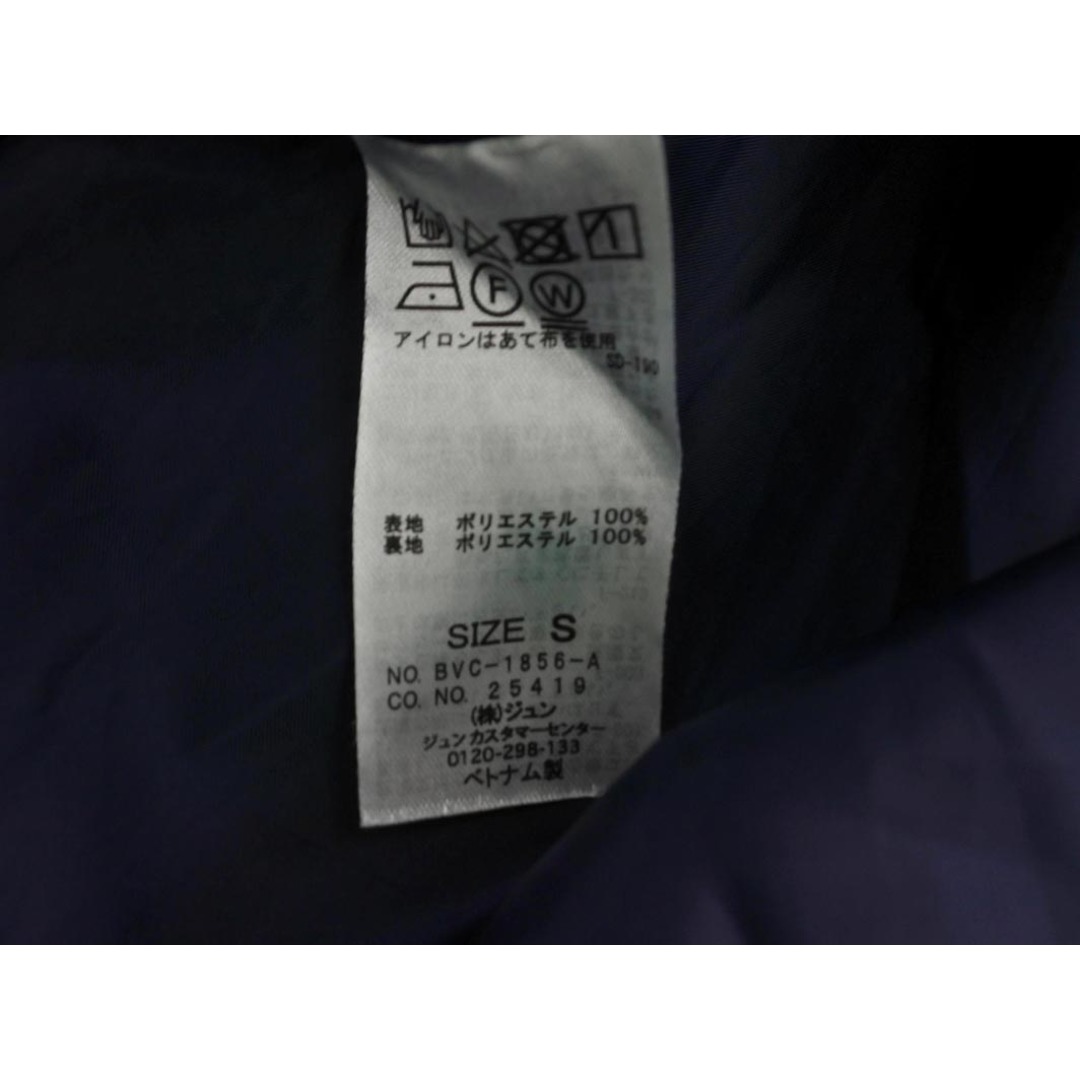 F W
アイロンはあて布を使用
SD-190
表地 ポリエステル 100%
裏地 ポリエステル 100%
SIZE S
NO. BVC-1856-A
CO. NO. 25419
(株)ジュン
ジュンカスタマーセンター
0120-298-133
ベトナム製